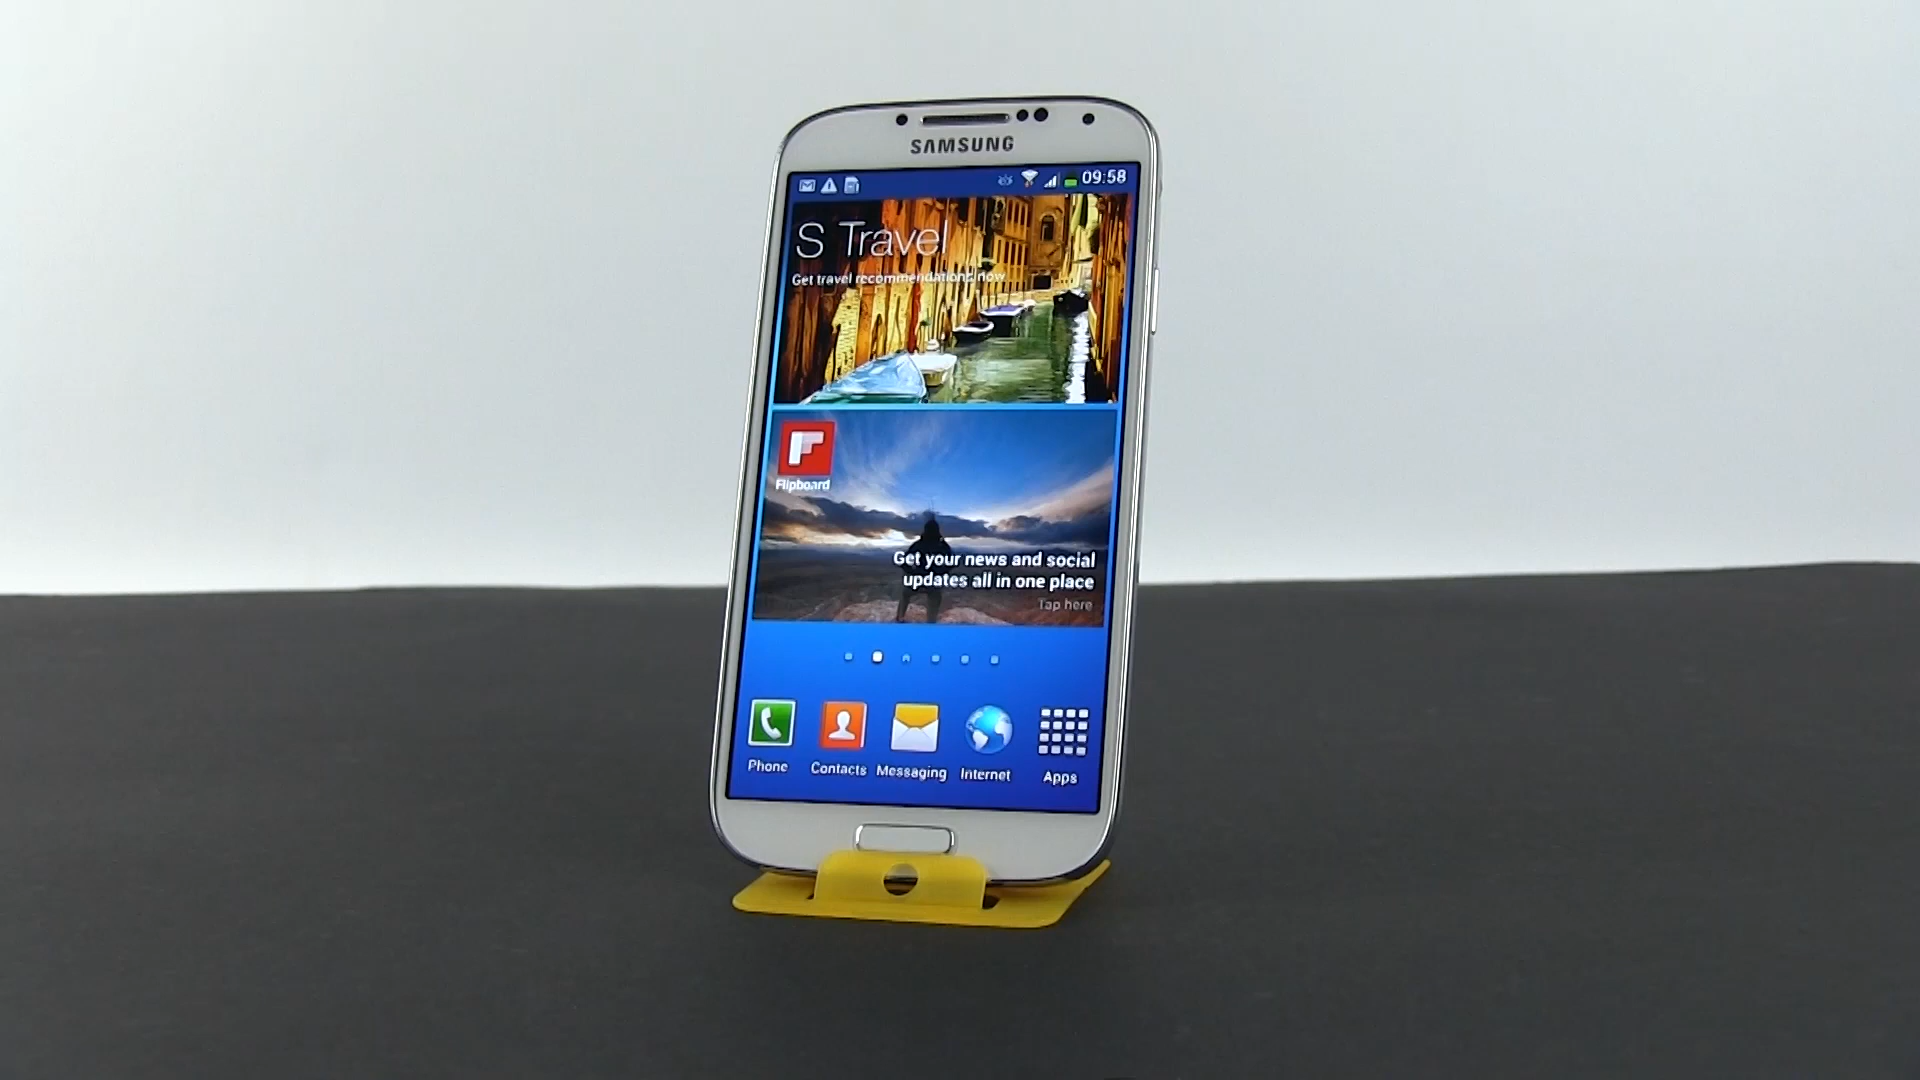 SAMSUNG
09:58
S Travel
Get travel recommendations now
Flipboard
Get your news and social
updates all in one place
Tap here
Phone
Contacts
Messaging
Internet
Apps